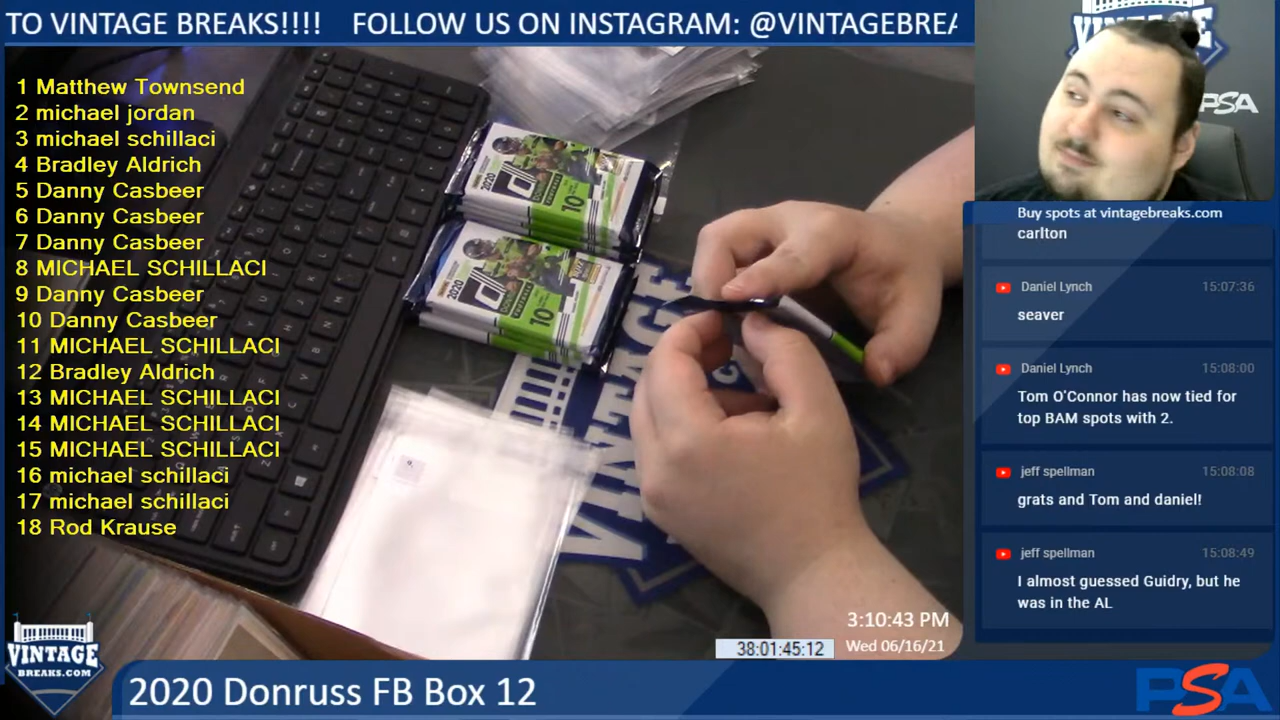 TO VINTAGE BREAKS!!!! FOLLOW US ON INSTAGRAM: @VINTAGEBREA
1 Matthew Townsend
2 michael jordan
3 michael schillaci
4 Bradley Aldrich
5 Danny Casbeer
6 Danny Casbeer
7 Danny Casbeer
8 MICHAEL SCHILLACI
9 Danny Casbeer
10 Danny Casbeer
11 MICHAEL SCHILLACI
12 Bradley Aldrich
13 MICHAEL SCHILLACI
14 MICHAEL SCHILLACI
15 MICHAEL SCHILLACI
16 michael schillaci
17 michael schillaci
18 Rod Krause
2020
10
2020
10
VINTAGE
PSA
Buy spots at vintagebreaks.com
carlton
Daniel Lynch 15:07:36
seaver
Daniel Lynch 15:08:00
Tom O'Connor has now tied for
top BAM spots with 2.
jeff spellman 15:08:08
grats and Tom and daniel!
jeff spellman 15:08:49
I almost guessed Guidry, but he
was in the AL
3:10:43 PM
38:01:45:12 Wed 06/16/21
VINTAGE
BREAKS.COM
2020 Donruss FB Box 12
PSA